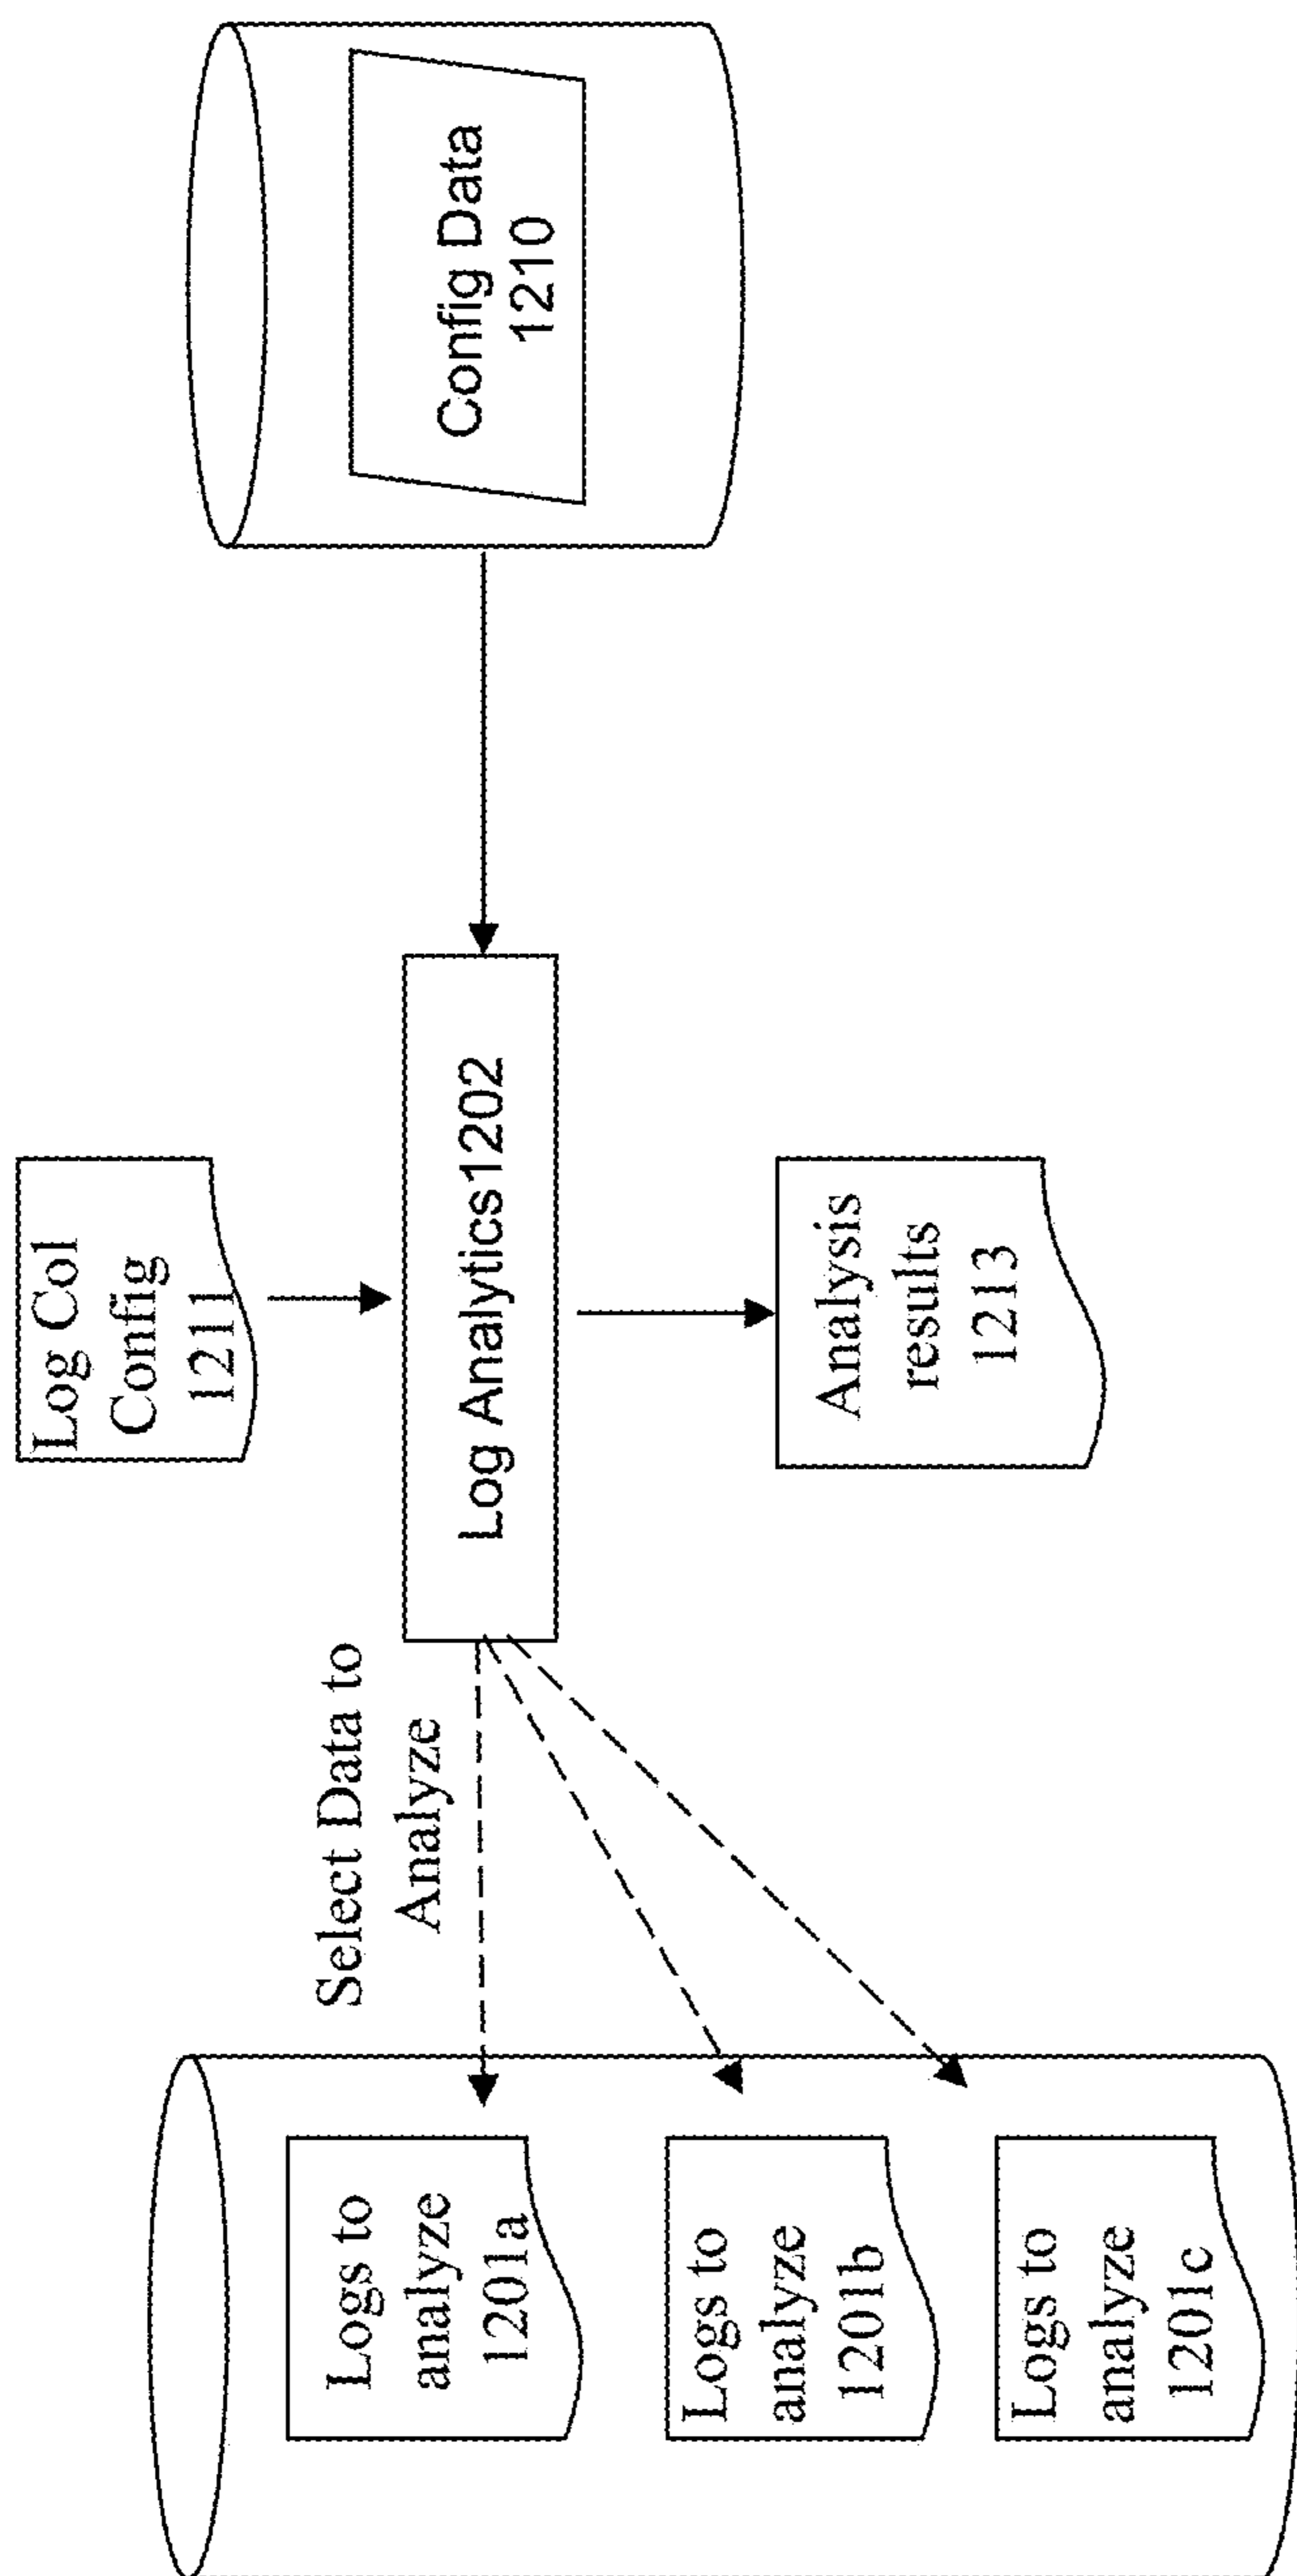 Logs to
analyze
1201a
Logs to
analyze
1201b
Logs to
analyze
1201c
Select Data to
Analyze
Log Col
Config
1211
Log Analytics1202
Analysis
results
1213
Config Data
1210